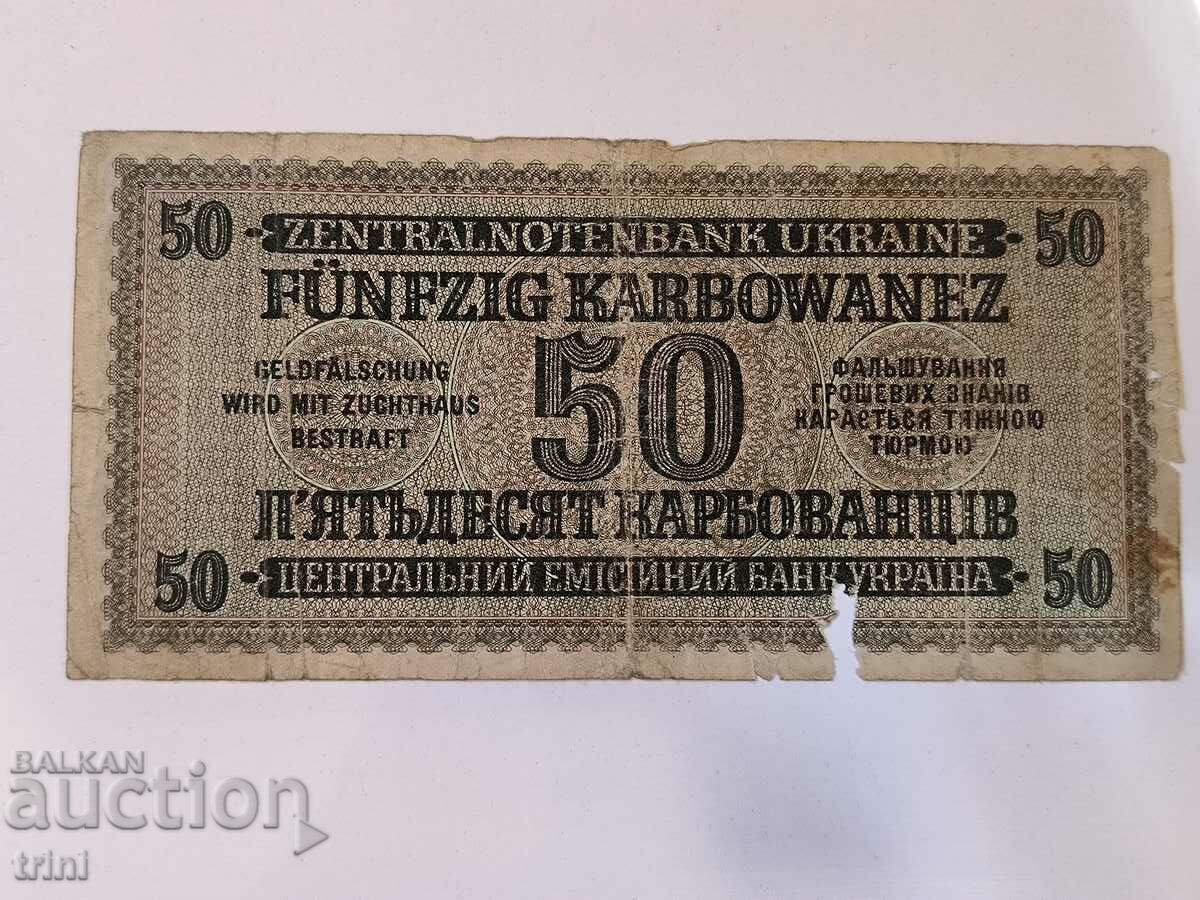 50 ZENTRALNOTENBANK UKRAINE 50
FÜNFZIG KARBOWANEZ
GELDFÄLSCHUNG
WIRD MIT ZUCHTHAUS
BESTRAFT
50
ФАЛЬШУВАННЯ
ГРОШЕВИХ ЗНАКІВ
КАРАЄТЬСЯ ТЯЖНОЮ
ТЮРМОЮ
П'ЯТЬДЕСЯТ КАРБОВАНЦІВ
50 ЦЕНТРАЛЬНИЙ ЕМІСІЙНИЙ БАНК УКРАЇНА 50
BALKAN
auction
trini